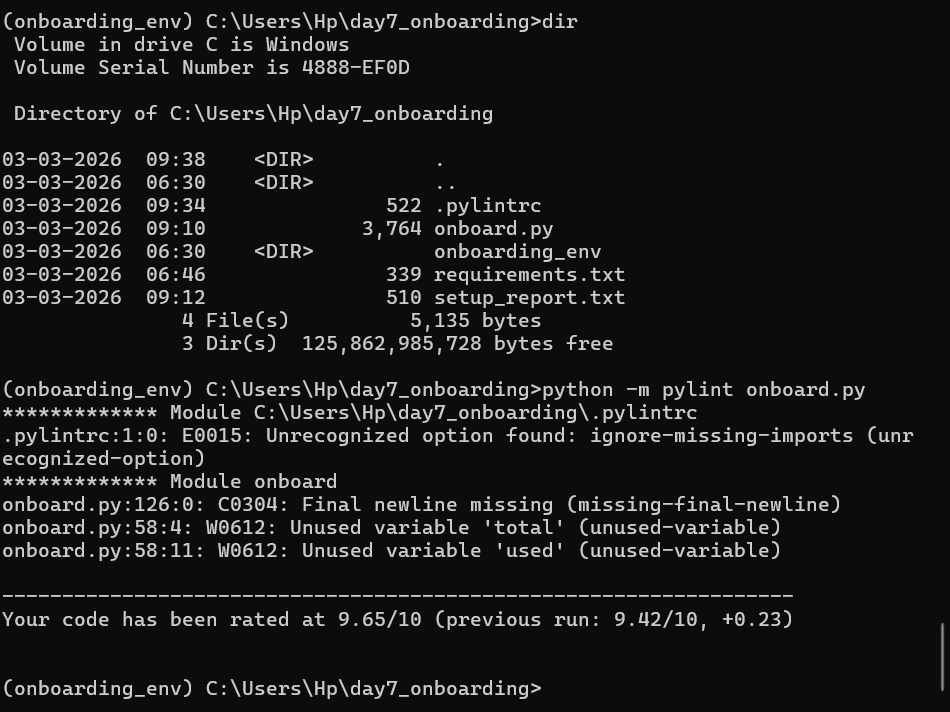 (onboarding_env) C:\Users\Hp\day7_onboarding>dir
 Volume in drive C is Windows
 Volume Serial Number is 4888-EF0D
 Directory of C:\Users\Hp\day7_onboarding
03-03-2026  09:38    <DIR>          .
03-03-2026  06:30    <DIR>          ..
03-03-2026  09:34               522 .pylintrc
03-03-2026  09:10             3,764 onboard.py
03-03-2026  06:30    <DIR>          onboarding_env
03-03-2026  06:46               339 requirements.txt
03-03-2026  09:12               510 setup_report.txt
               4 File(s)          5,135 bytes
               3 Dir(s)  125,862,985,728 bytes free
(onboarding_env) C:\Users\Hp\day7_onboarding>python -m pylint onboard.py
************* Module C:\Users\Hp\day7_onboarding\.pylintrc
.pylintrc:1:0: E0015: Unrecognized option found: ignore-missing-imports (unr
ecognized-option)
************* Module onboard
onboard.py:126:0: C0304: Final newline missing (missing-final-newline)
onboard.py:58:4: W0612: Unused variable 'total' (unused-variable)
onboard.py:58:11: W0612: Unused variable 'used' (unused-variable)
------------------------------------------------------------------
Your code has been rated at 9.65/10 (previous run: 9.42/10, +0.23)
(onboarding_env) C:\Users\Hp\day7_onboarding>